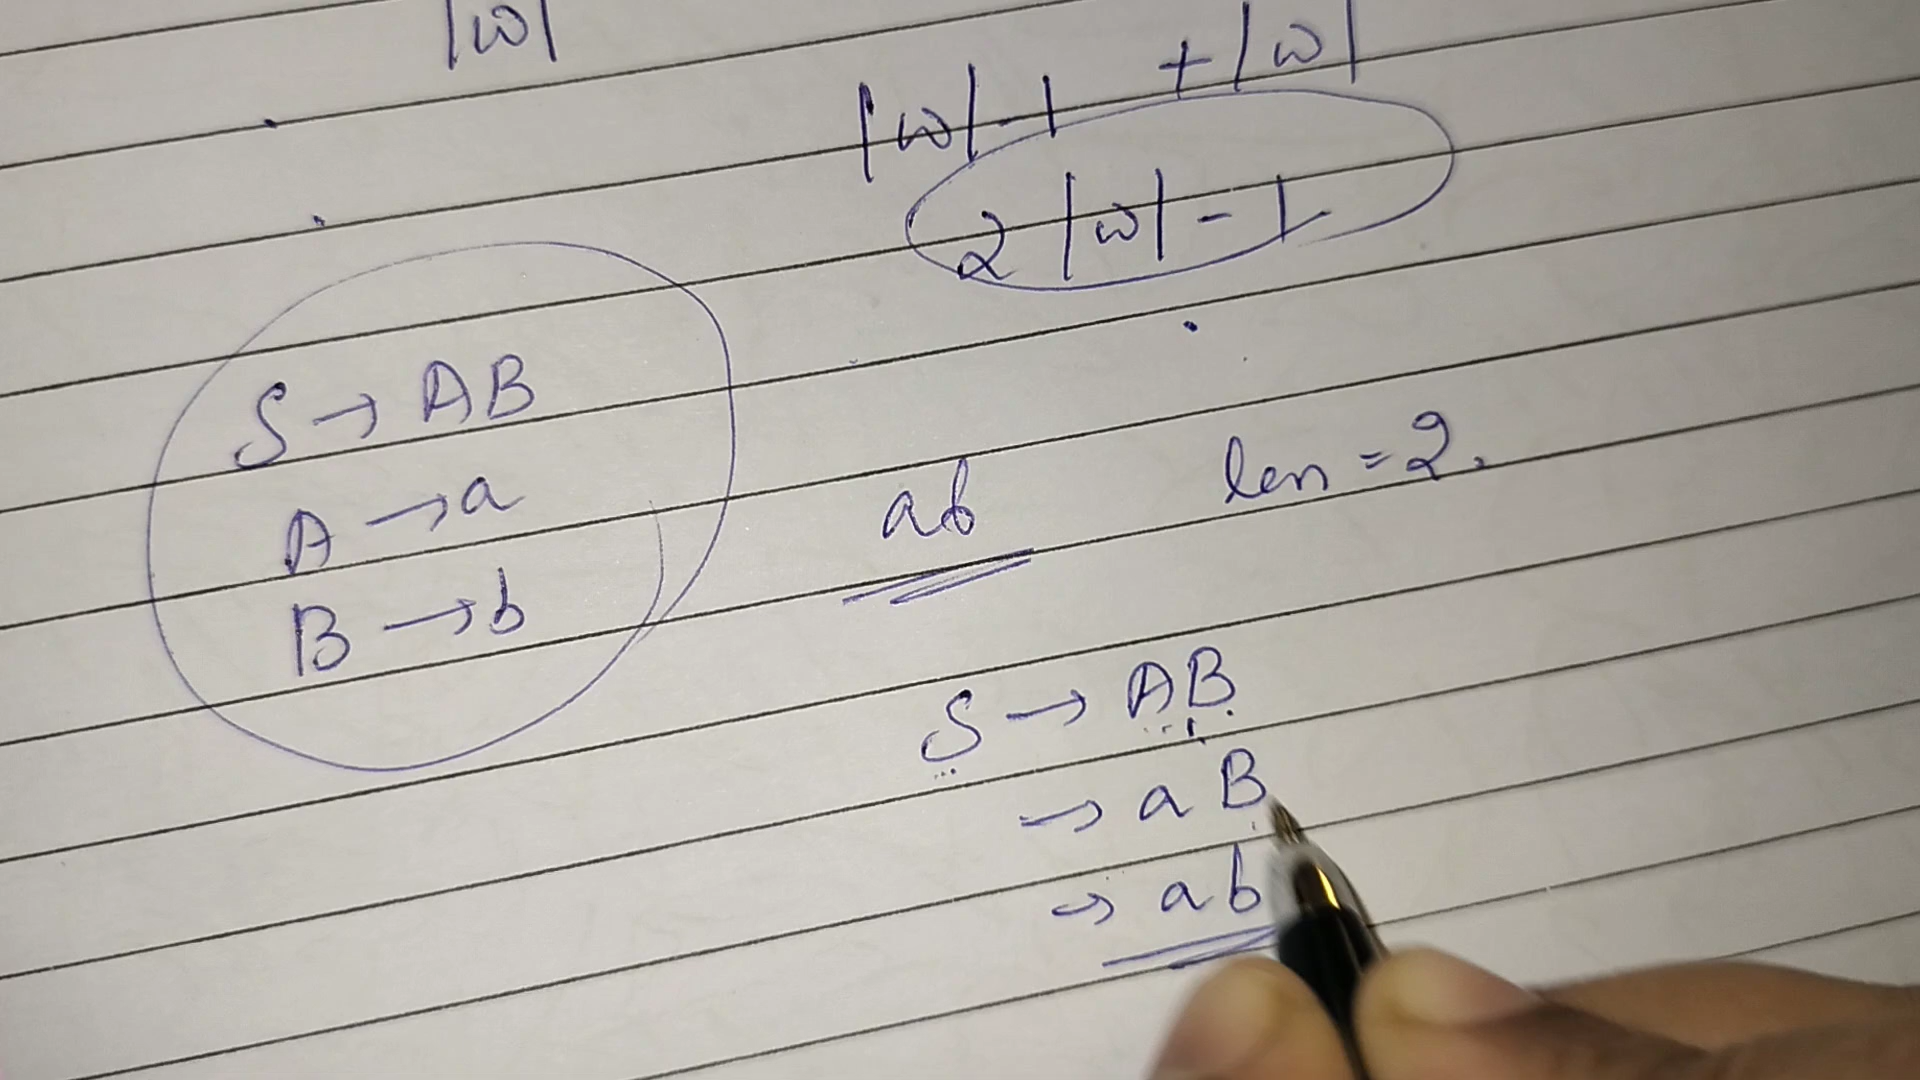 |w|
|w|-1 + |w|
2|w|-1
S → AB
A → a
B → b
ab len = 2.
S → AB
→ aB
→ ab